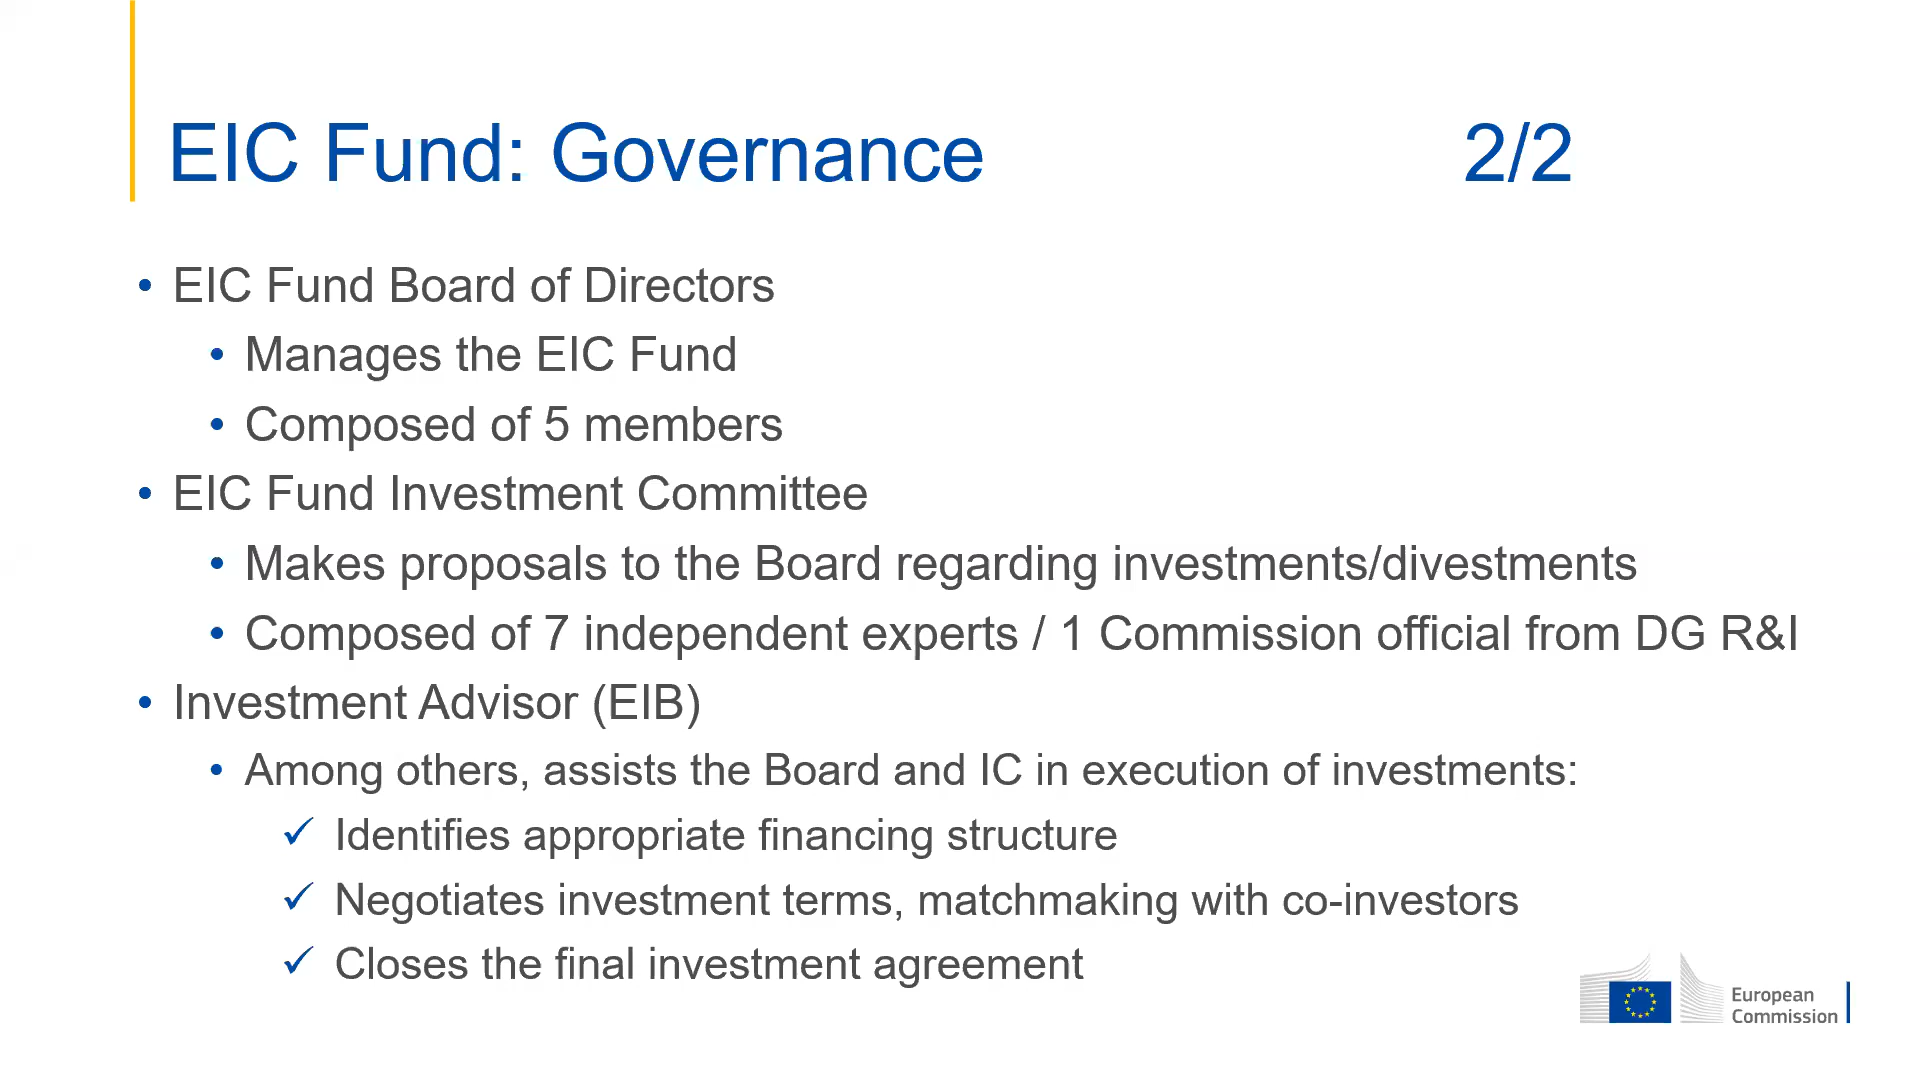 EIC Fund: Governance 2/2
• EIC Fund Board of Directors
• Manages the EIC Fund
• Composed of 5 members
• EIC Fund Investment Committee
• Makes proposals to the Board regarding investments/divestments
• Composed of 7 independent experts / 1 Commission official from DG R&I
• Investment Advisor (EIB)
• Among others, assists the Board and IC in execution of investments:
✓ Identifies appropriate financing structure
✓ Negotiates investment terms, matchmaking with co-investors
✓ Closes the final investment agreement
European
Commission